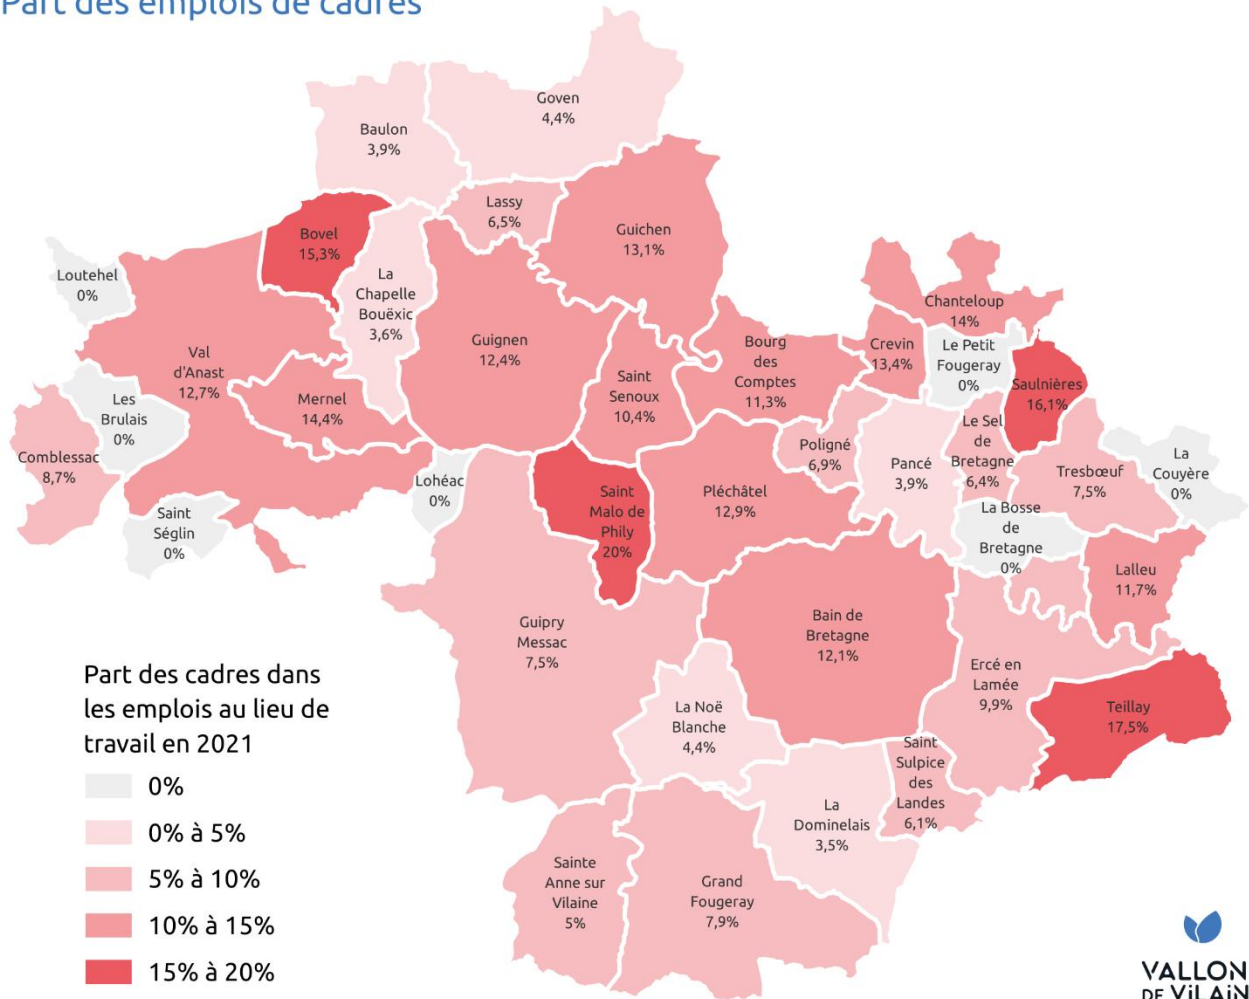 Part des emplois de cadres
Goven
4,4%
Baulon
3,9%
Lassy
6,5%
Guichen
13,1%
Bovel
15,3%
Loutehel
0%
La
Chapelle
Bouëxic
3,6%
Chanteloup
14%
Guignen
12,4%
Bourg
des
Comptes
11,3%
Crevin
13,4%
Le Petit
Fougeray
0%
Val
d'Anast
12,7%
Saint
Senoux
10,4%
Saulnières
16,1%
Mernel
14,4%
Les
Brulais
0%
Le Sel
de
Bretagne
6,4%
Poligné
6,9%
Comblessac
8,7%
Pancé
3,9%
Tresbœuf
7,5%
La
Couyère
0%
Lohéac
0%
Saint
Malo de
Phily
20%
Pléchâtel
12,9%
Saint
Séglin
0%
La Bosse
de
Bretagne
0%
Lalleu
11,7%
Guipry
Messac
7,5%
Bain de
Bretagne
12,1%
Ercé en
Lamée
9,9%
Teillay
17,5%
La Noë
Blanche
4,4%
Saint
Sulpice
des
Landes
6,1%
La
Dominelais
3,5%
Sainte
Anne sur
Vilaine
5%
Grand
Fougeray
7,9%
Part des cadres dans
les emplois au lieu de
travail en 2021
0%
0% à 5%
5% à 10%
10% à 15%
15% à 20%
VALLON
DE ViLAiN